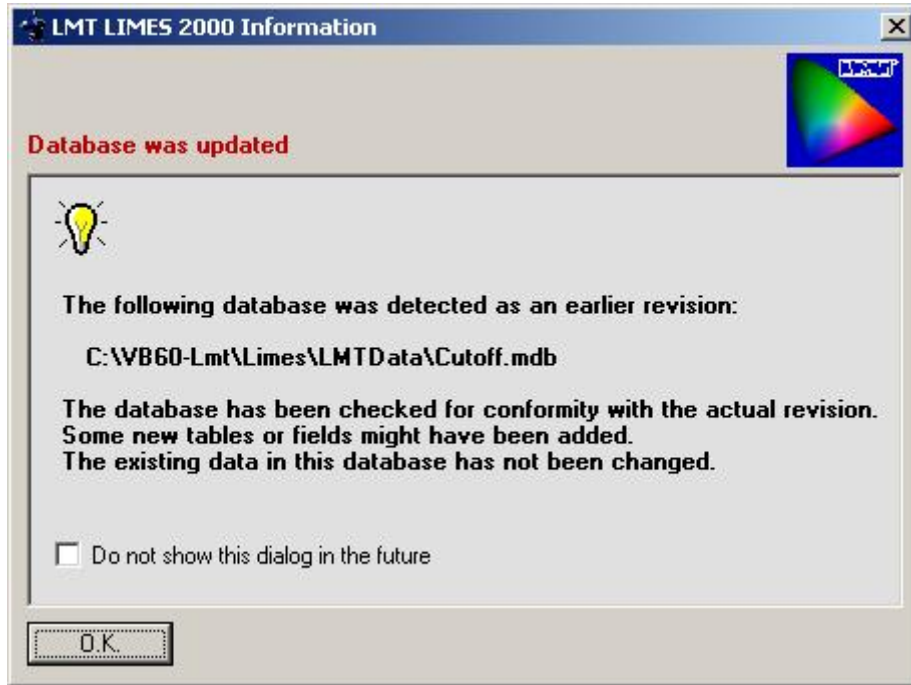 LMT LIMES 2000 Information
Database was updated
The following database was detected as an earlier revision:
C:\VB60-Lmt\Limes\LMTData\Cutoff.mdb
The database has been checked for conformity with the actual revision.
Some new tables or fields might have been added.
The existing data in this database has not been changed.
Do not show this dialog in the future
O.K.